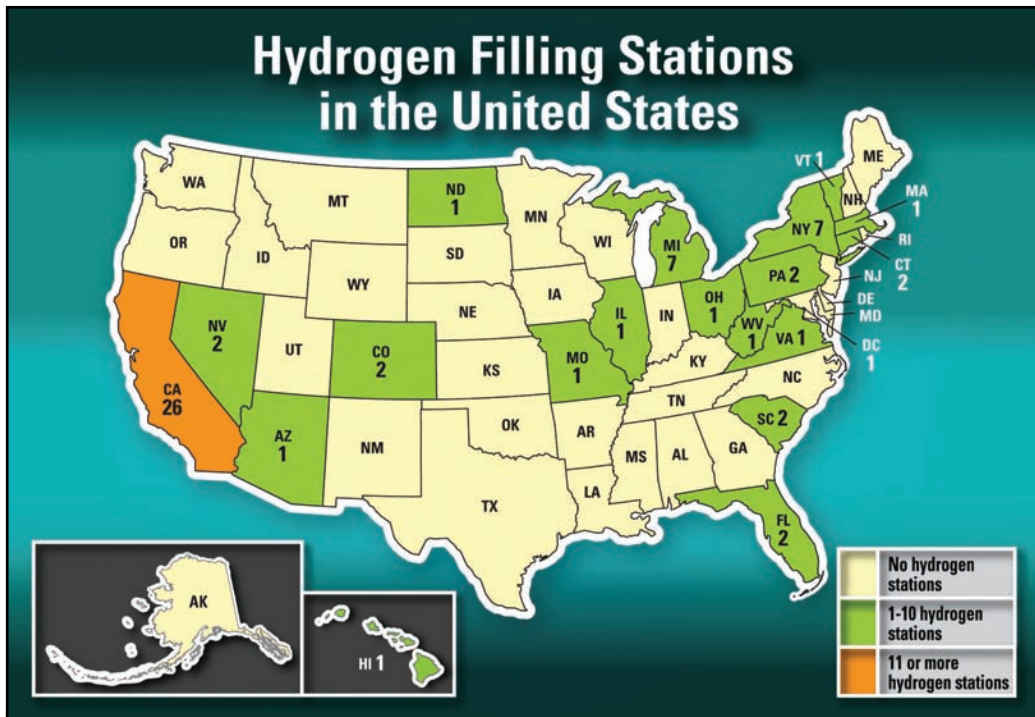 Hydrogen Filling Stations
in the United States
WA
MT
ND
1
MN
VT 1
ME
NH
MA
1
OR
ID
SD
WI
MI
7
NY 7
RI
CT
2
WY
IA
PA 2
NJ
NE
OH
1
DE
MD
NV
2
IL
1
IN
WV
1
VA 1
DC
1
UT
CO
2
KS
MO
1
KY
CA
26
NC
TN
OK
AR
SC 2
AZ
1
NM
MS
AL
GA
TX
LA
FL
2
AK
HI 1
No hydrogen
stations
1-10 hydrogen
stations
11 or more
hydrogen stations